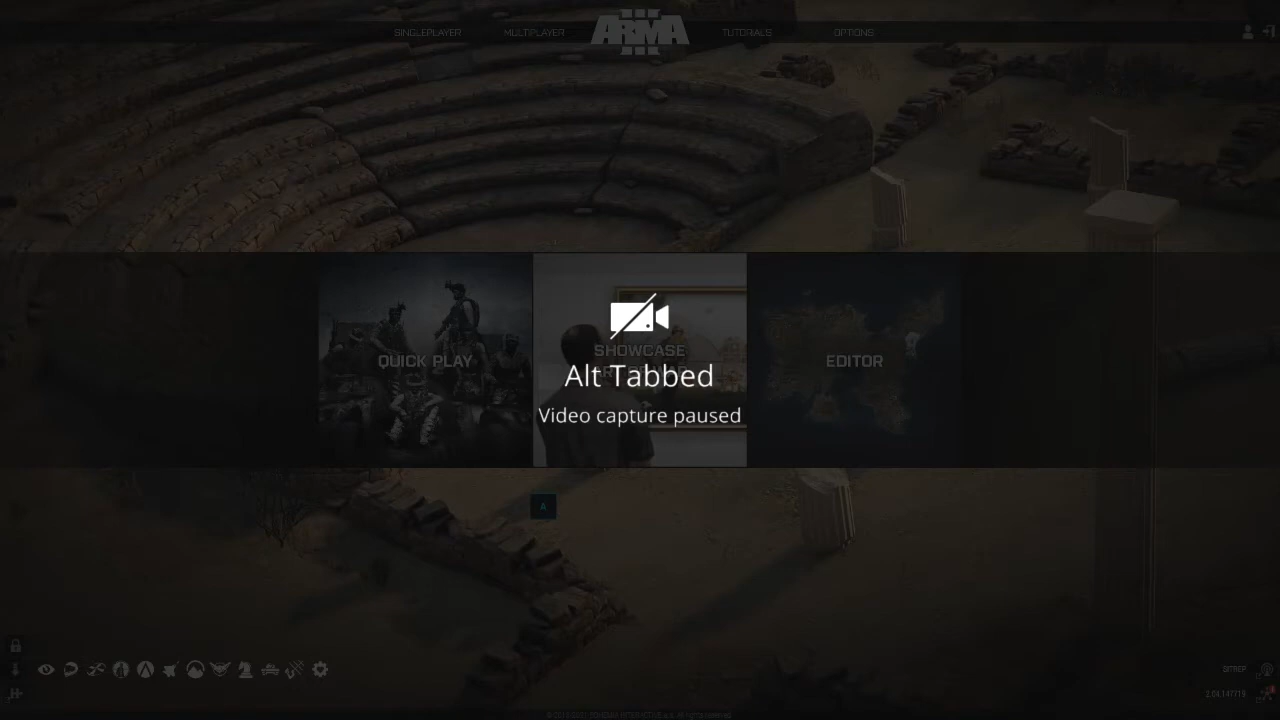 SINGLEPLAYER
MULTIPLAYER
ARMA
III
TUTORIALS
OPTIONS
QUICK PLAY
SHOWCASE
EDITOR
Alt Tabbed
Video capture paused
A
SITREP